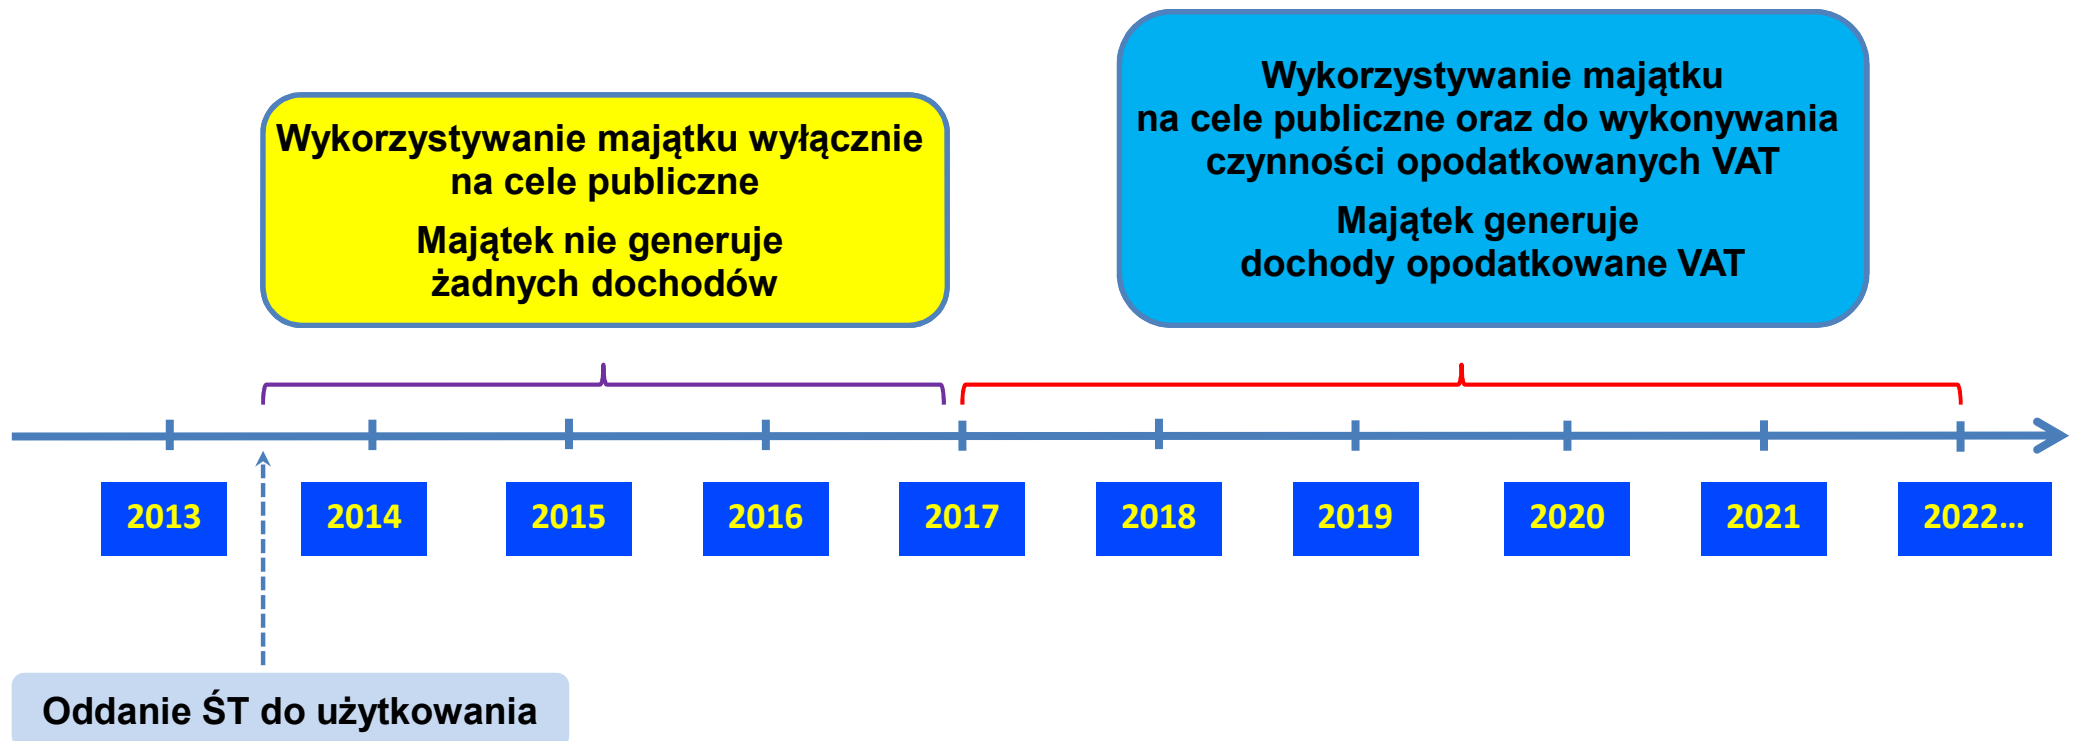 Wykorzystywanie majątku wyłącznie
na cele publiczne
Majątek nie generuje
żadnych dochodów
Wykorzystywanie majątku
na cele publiczne oraz do wykonywania
czynności opodatkowanych VAT
Majątek generuje
dochody opodatkowane VAT
2013
2014
2015
2016
2017
2018
2019
2020
2021
2022...
Oddanie ŚT do użytkowania